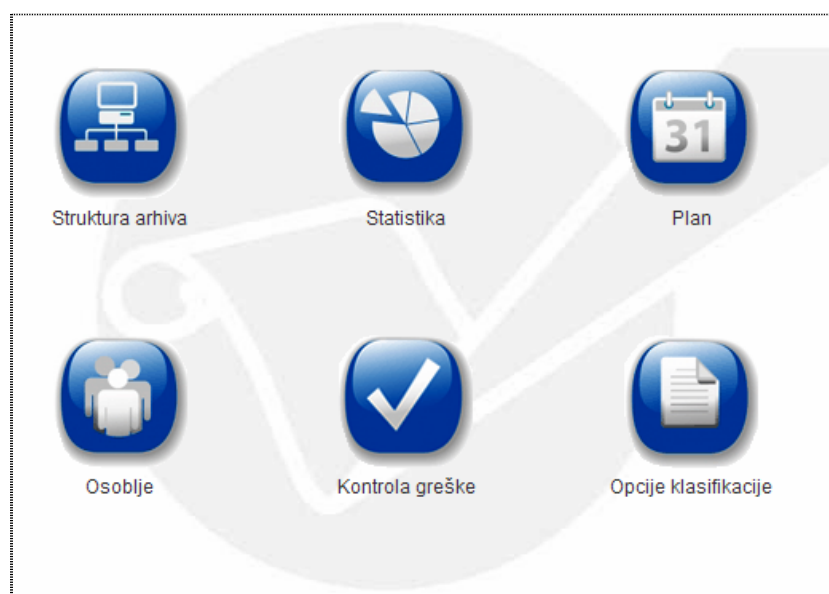 31
Struktura arhiva
Statistika
Plan
Osoblje
Kontrola greške
Opcije klasifikacije